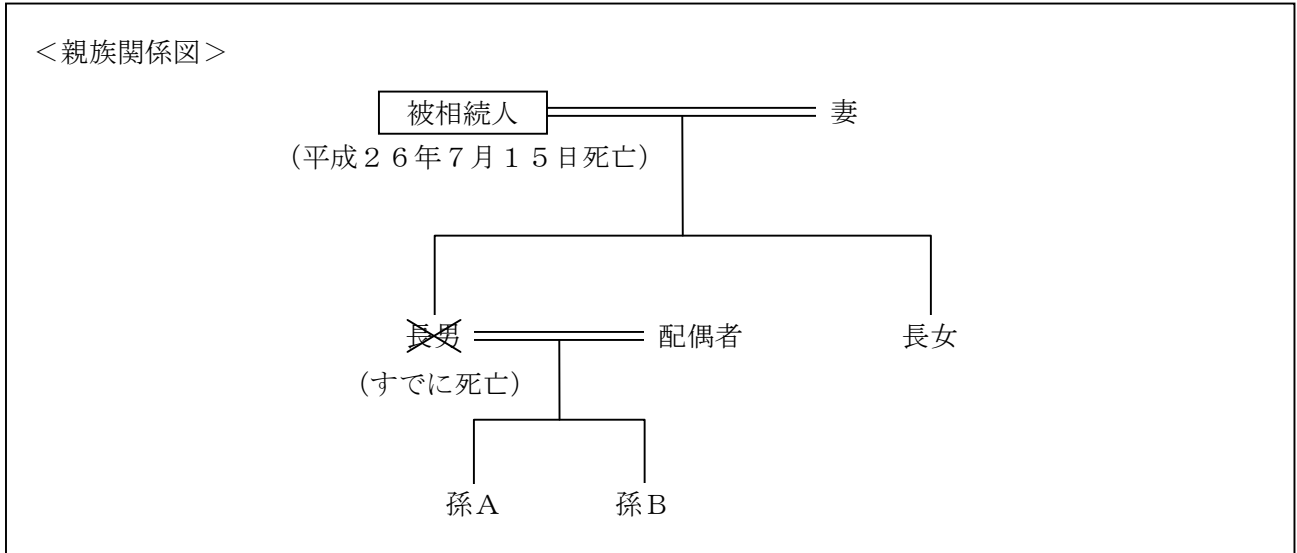 <親族関係図>
被相続人 妻
(平成26年7月15日死亡)
長男 配偶者 長女
(すでに死亡)
孫A 孫B